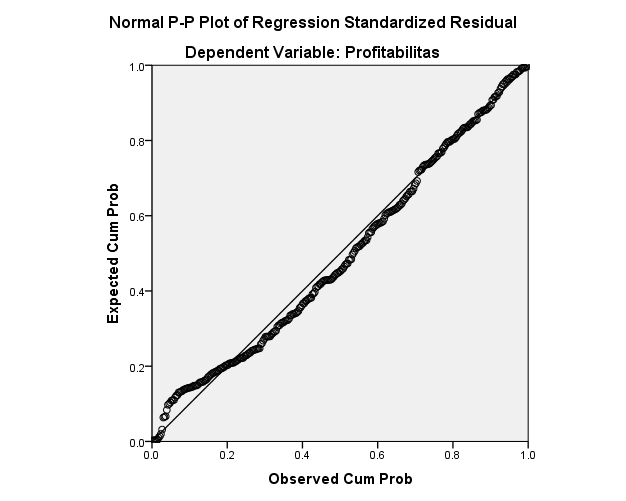 Normal P-P Plot of Regression Standardized Residual
Dependent Variable: Profitabilitas
1.0
0.8
0.6
0.4
0.2
0.0
Expected Cum Prob
0.0 0.2 0.4 0.6 0.8 1.0
Observed Cum Prob